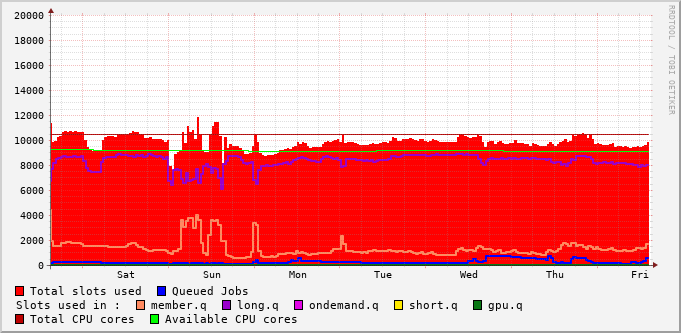 RRDTOOL / TOBI OETIKER
20000
18000
16000
14000
12000
10000
8000
6000
4000
2000
0
Sat Sun Mon Tue Wed Thu Fri
Total slots used Queued Jobs
Slots used in : member.q long.q ondemand.q short.q gpu.q
Total CPU cores Available CPU cores